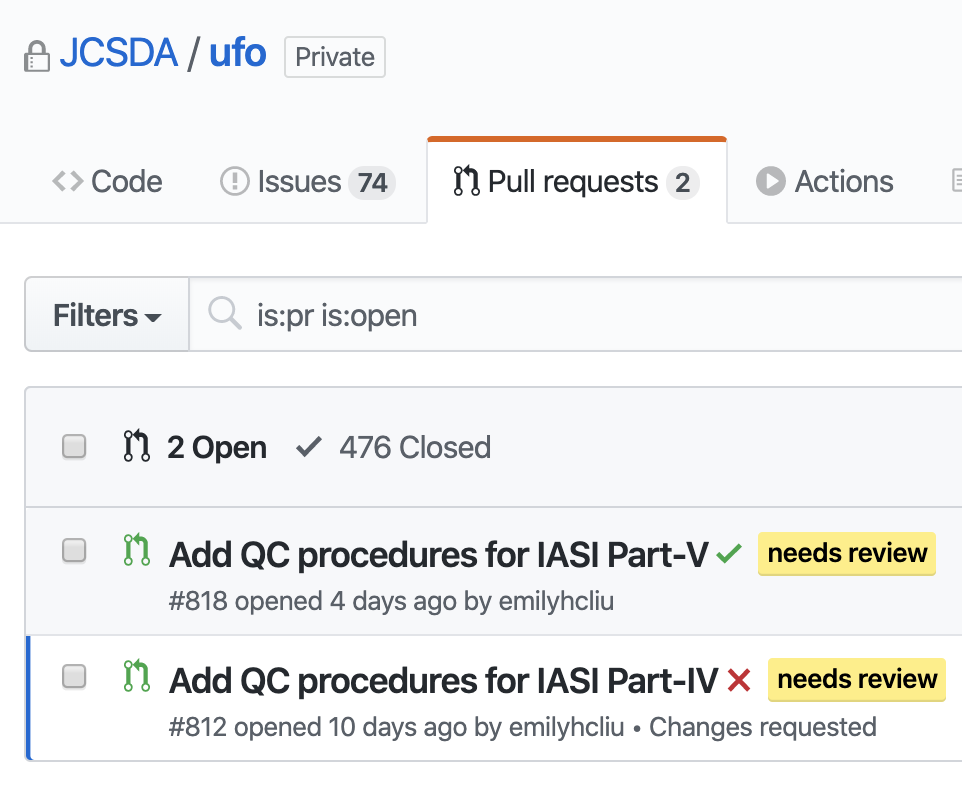 JCSDA / ufo Private
Code Issues 74 Pull requests 2 Actions
Filters is:pr is:open
2 Open 476 Closed
Add QC procedures for IASI Part-V needs review
#818 opened 4 days ago by emilyhcliu
Add QC procedures for IASI Part-IV needs review
#812 opened 10 days ago by emilyhcliu • Changes requested